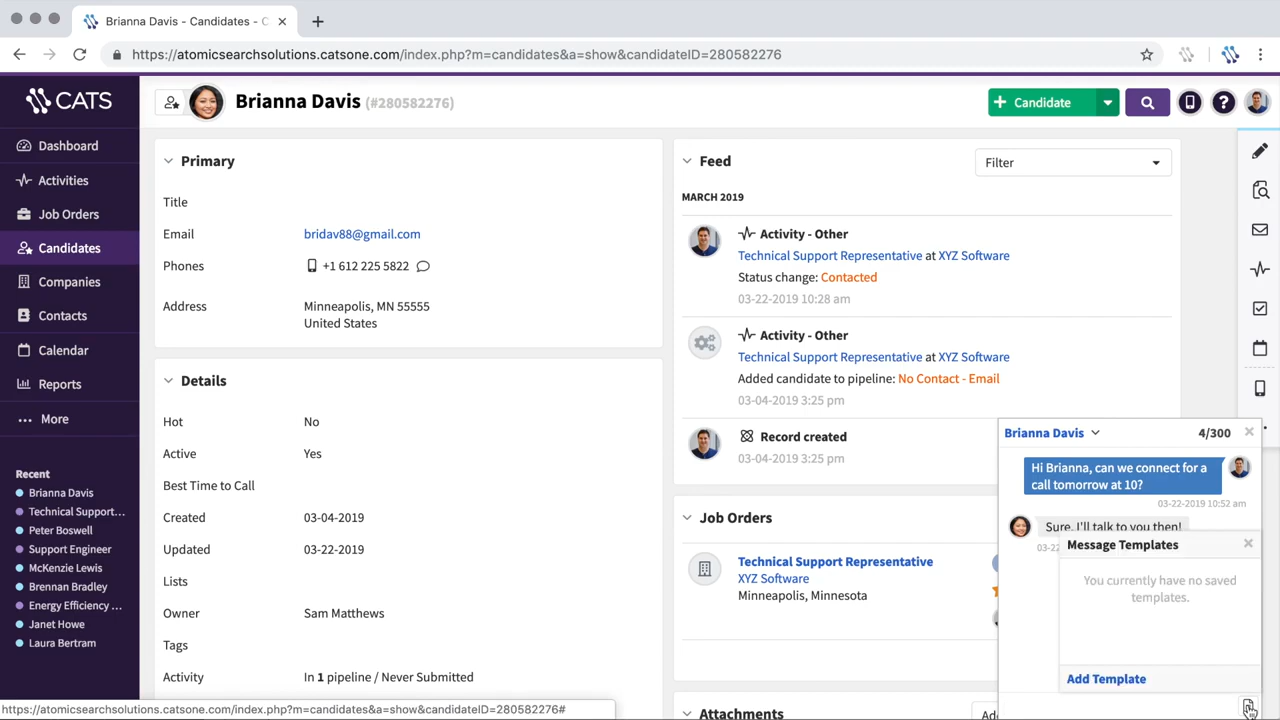 Brianna Davis - Candidates - C
https://atomicsearchsolutions.catsone.com/index.php?m=candidates&a=show&candidateID=280582276
CATS
Dashboard
Activities
Job Orders
Candidates
Companies
Contacts
Calendar
Reports
More
Recent
Brianna Davis
Technical Support...
Peter Boswell
Support Engineer
McKenzie Lewis
Brennan Bradley
Energy Efficiency ...
Janet Howe
Laura Bertram
Brianna Davis (#280582276)
+ Candidate
?
Primary
Title
Email bridav88@gmail.com
Phones +1 612 225 5822
Address Minneapolis, MN 55555
United States
Details
Hot No
Active Yes
Best Time to Call
Created 03-04-2019
Updated 03-22-2019
Lists
Owner Sam Matthews
Tags
Activity In 1 pipeline / Never Submitted
Feed
Filter
MARCH 2019
Activity - Other
Technical Support Representative at XYZ Software
Status change: Contacted
03-22-2019 10:28 am
Activity - Other
Technical Support Representative at XYZ Software
Added candidate to pipeline: No Contact - Email
03-04-2019 3:25 pm
Record created
03-04-2019 3:25 pm
Job Orders
Technical Support Representative
XYZ Software
Minneapolis, Minnesota
Attachments
Brianna Davis 4/300
Hi Brianna, can we connect for a
call tomorrow at 10?
03-22-2019 10:52 am
Sure, I'll talk to you then!
03-22
Message Templates
You currently have no saved
templates.
Add Template
https://atomicsearchsolutions.catsone.com/index.php?m=candidates&a=show&candidateID=280582276#